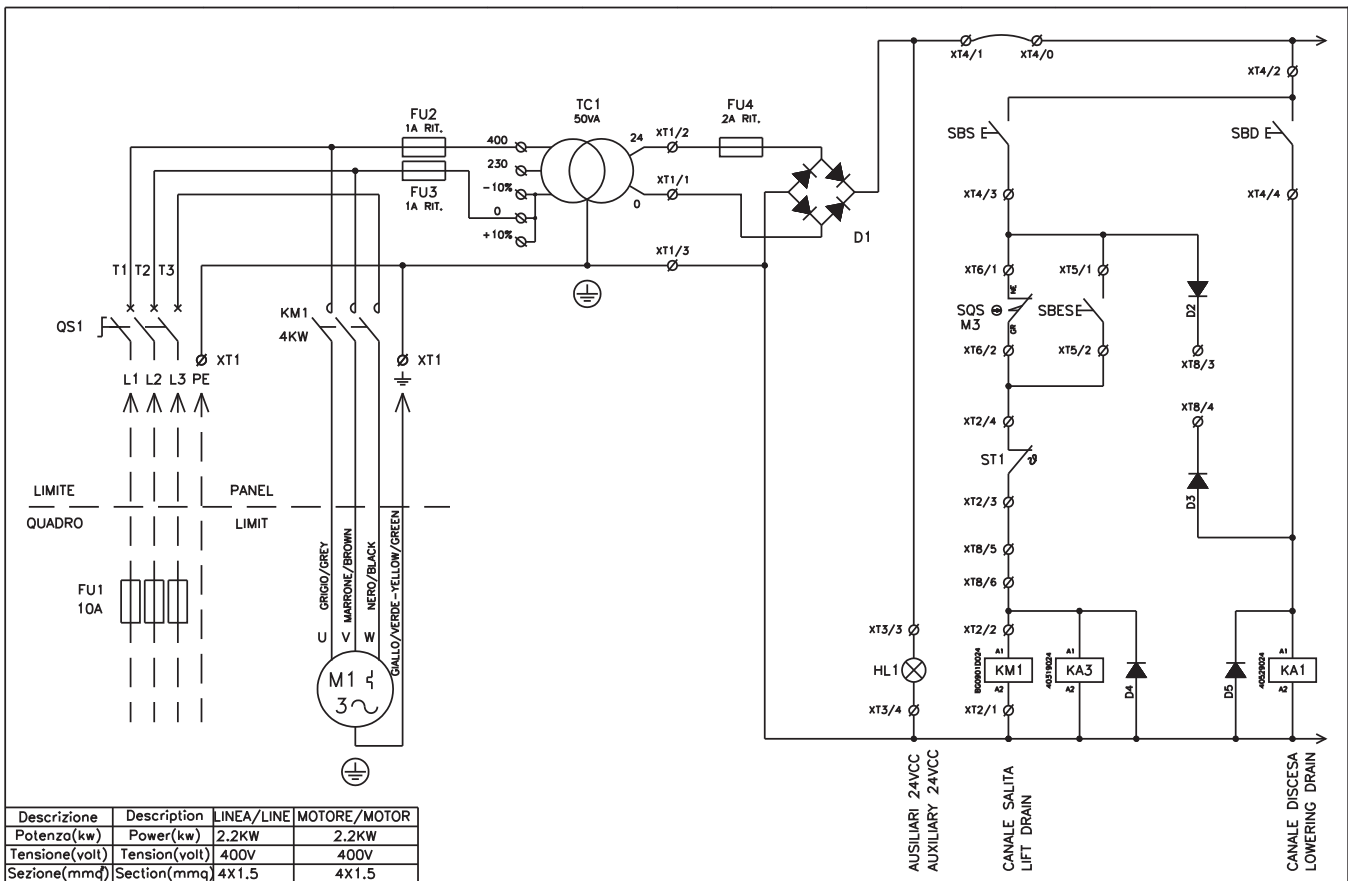 XT4/1
XT4/0
XT4/2
TC1
50VA
FU2
1A RIT.
FU4
2A RIT.
400
24
XT1/2
SBS
SBD
230
FU3
1A RIT.
-10%
XT1/1
XT4/3
XT4/4
0
0
+10%
D1
XT1/3
T1 T2 T3
XT6/1
XT5/1
NE
KM1
4KW
QS1
SQS
M3
GR
SBES
D2
XT1
XT1
XT6/2
XT5/2
XT8/3
L1 L2 L3 PE
XT8/4
XT2/4
ST1
LIMITE
PANEL
QUADRO
LIMIT
XT2/3
D3
GRIGIO/GREY
MARRONE/BROWN
NERO/BLACK
GIALLO/VERDE-YELLOW/GREEN
XT8/5
XT8/6
FU1
10A
U V W
XT3/3
XT2/2
HL1
A1
KM1
A2
A1
40319024
KA3
A2
D4
D5
A1
40529024
KA1
A2
M1
3
XT3/4
XT2/1
AUSILIARI 24VCC
AUXILIARY 24VCC
CANALE SALITA
LIFT DRAIN
CANALE DISCESA
LOWERING DRAIN
Descrizione Description LINEA/LINE MOTORE/MOTOR
Potenza(kw) Power(kw) 2.2KW 2.2KW
Tensione(volt) Tension(volt) 400V 400V
Sezione(mmq) Section(mmq) 4X1.5 4X1.5